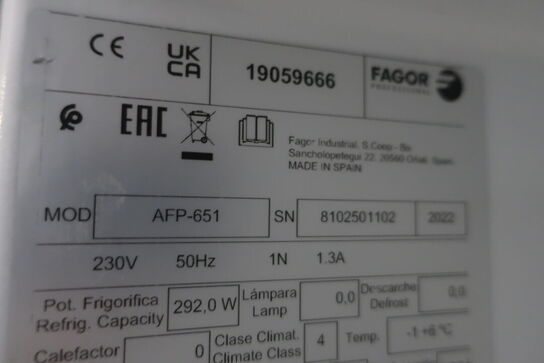 CE
UK
CA
19059666
FAGOR
PROFESSIONAL
EAC
Fagor Industrial, S.Coop - Bo
Sancholopetegui 22. 20560 Oñati. Spain
MADE IN SPAIN
MOD AFP-651 SN 8102501102 2022
230V 50Hz 1N 1.3A
Pot. Frigorifica 292,0 W Lámpara 0,0 Descarche 0,0
Refrig. Capacity Lamp Defrost
Calefactor 0 Clase Climat. 4 Temp. -1 +6 ºC
Climate Class